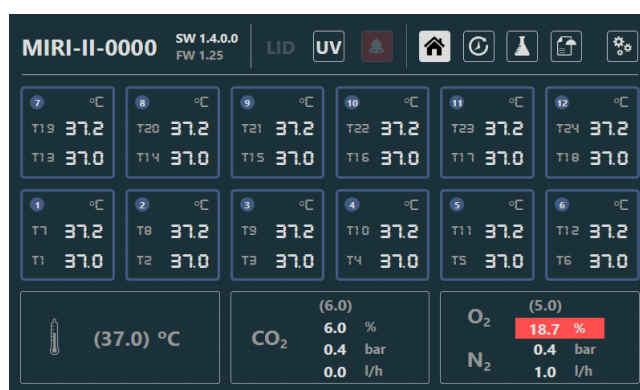 MIRI-II-0000 SW 1.4.0.0 LID UV
FW 1.25
7 °C 8 °C 9 °C 10 °C 11 °C 12 °C
T19 37.2 T20 37.2 T21 37.2 T22 37.2 T23 37.2 T24 37.2
T13 37.0 T14 37.0 T15 37.0 T16 37.0 T17 37.0 T18 37.0
1 °C 2 °C 3 °C 4 °C 5 °C 6 °C
T7 37.2 T8 37.2 T9 37.2 T10 37.2 T11 37.2 T12 37.2
T1 37.0 T2 37.0 T3 37.0 T4 37.0 T5 37.0 T6 37.0
(37.0) °C
CO₂
(6.0)
6.0 %
0.4 bar
0.0 l/h
O₂
(5.0)
18.7 %
N₂
0.4 bar
1.0 l/h